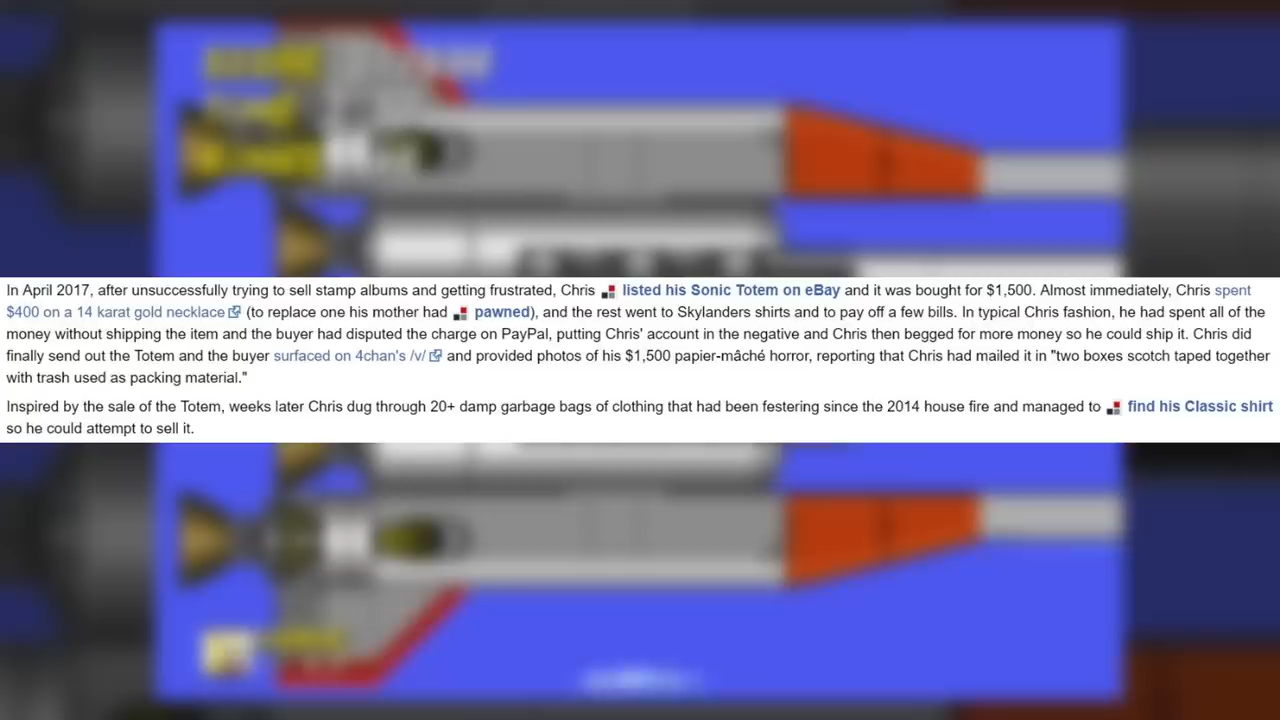 In April 2017, after unsuccessfully trying to sell stamp albums and getting frustrated, Chris listed his Sonic Totem on eBay and it was bought for $1,500. Almost immediately, Chris spent
$400 on a 14 karat gold necklace (to replace one his mother had pawned), and the rest went to Skylanders shirts and to pay off a few bills. In typical Chris fashion, he had spent all of the
money without shipping the item and the buyer had disputed the charge on PayPal, putting Chris' account in the negative and Chris then begged for more money so he could ship it. Chris did
finally send out the Totem and the buyer surfaced on 4chan's /v/ and provided photos of his $1,500 papier-mâché horror, reporting that Chris had mailed it in "two boxes scotch taped together
with trash used as packing material."
Inspired by the sale of the Totem, weeks later Chris dug through 20+ damp garbage bags of clothing that had been festering since the 2014 house fire and managed to find his Classic shirt
so he could attempt to sell it.